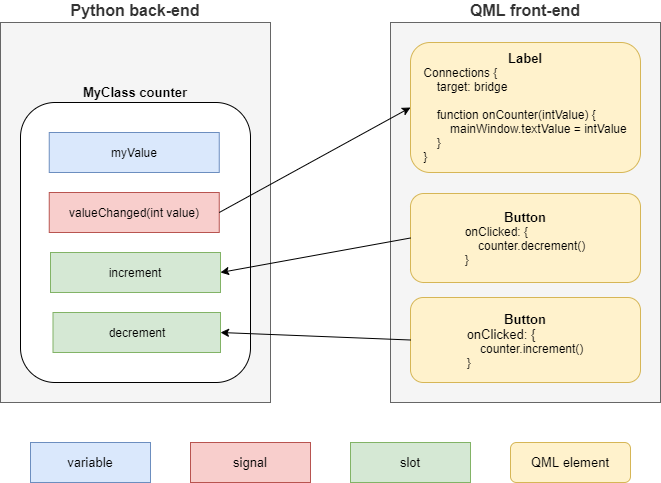 Python back-end
QML front-end
MyClass counter
myValue
valueChanged(int value)
increment
decrement
Label
Connections {
target: bridge
function onCounter(intValue) {
mainWindow.textValue = intValue
}
}
Button
onClicked: {
counter.decrement()
}
Button
onClicked: {
counter.increment()
}
variable
signal
slot
QML element